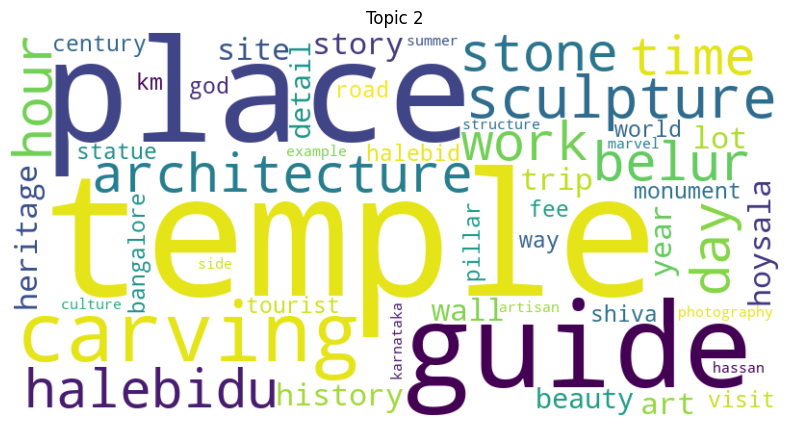 Topic 2
century
km
god
site
story
summer
hour
place
detail
road
stone
time
sculpture
statue
example
halebid
structure
work
world
marvel
lot
architecture
belur
heritage
bangalore
temple
trip
monument
fee
way
pillar
year
day
hoysala
side
culture
tourist
carving
karnataka
guide
wall
artisan
shiva
photography
hassan
halebidu
history
beauty
art
visit